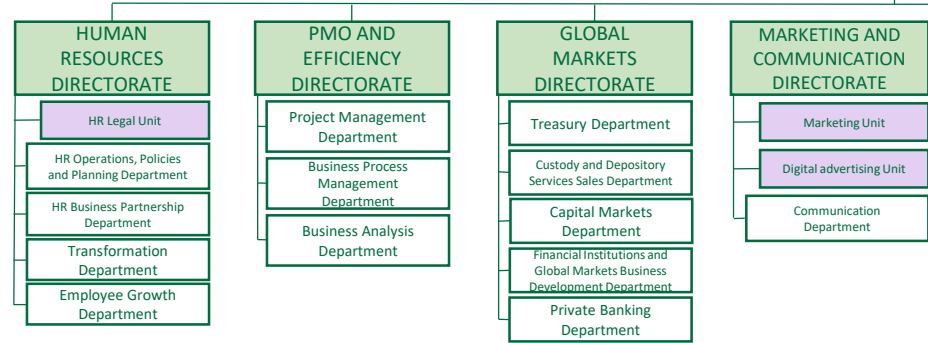 HUMAN
RESOURCES
DIRECTORATE
HR Legal Unit
HR Operations, Policies
and Planning Department
HR Business Partnership
Department
Transformation
Department
Employee Growth
Department
PMO AND
EFFICIENCY
DIRECTORATE
Project Management
Department
Business Process
Management
Department
Business Analysis
Department
GLOBAL
MARKETS
DIRECTORATE
Treasury Department
Custody and Depository
Services Sales Department
Capital Markets
Department
Financial Institutions and
Global Markets Business
Development Department
Private Banking
Department
MARKETING AND
COMMUNICATION
DIRECTORATE
Marketing Unit
Digital advertising Unit
Communication
Department